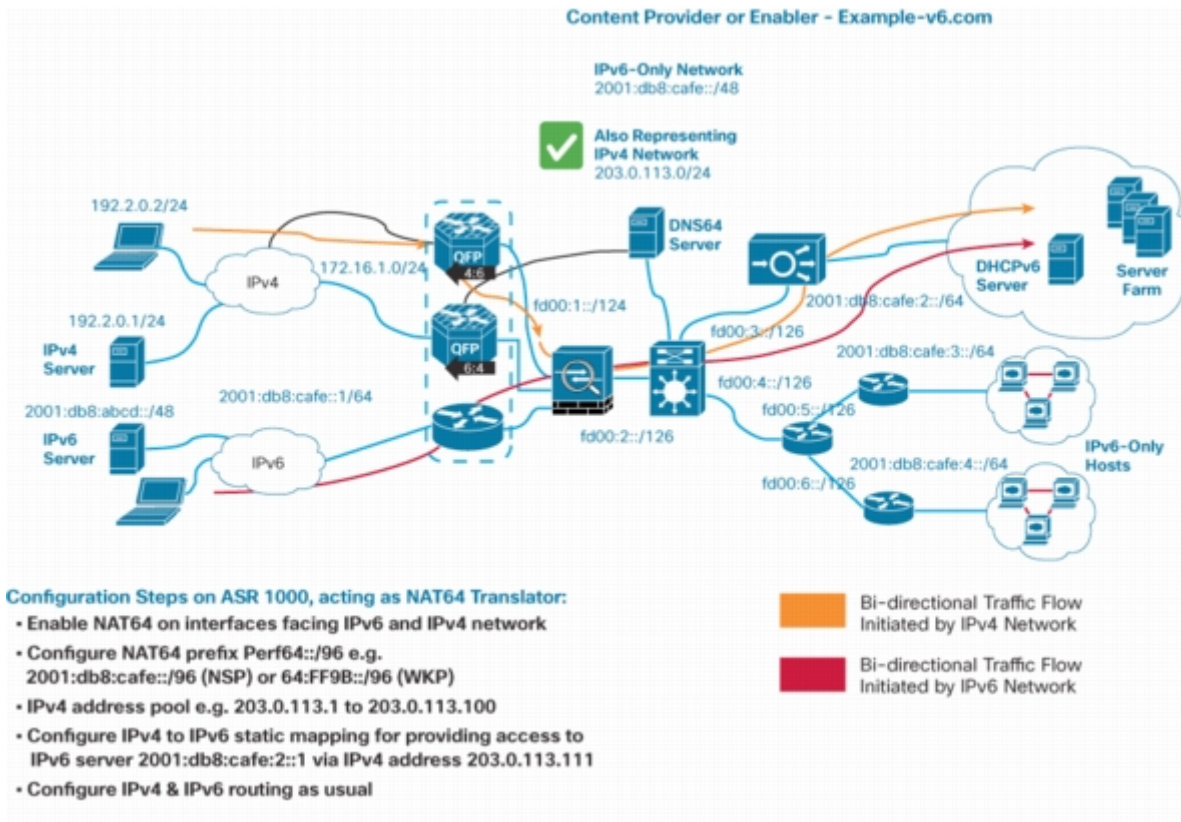 Content Provider or Enabler - Example-v6.com
IPv6-Only Network
2001:db8:cafe::/48
Also Representing
IPv4 Network
203.0.113.0/24
192.2.0.2/24
IPv4
172.16.1.0/24
QFP
4:6
QFP
6:4
DNS64
Server
fd00:1::/124
192.2.0.1/24
IPv4
Server
2001:db8:abcd::/48
IPv6
Server
2001:db8:cafe::1/64
IPv6
fd00:2::/126
fd00:3::/126
2001:db8:cafe:2::/64
DHCPv6
Server
Server
Farm
2001:db8:cafe:3::/64
fd00:4::/126
fd00:5::/126
2001:db8:cafe:4::/64
fd00:6::/126
IPv6-Only
Hosts
Configuration Steps on ASR 1000, acting as NAT64 Translator:
• Enable NAT64 on interfaces facing IPv6 and IPv4 network
• Configure NAT64 prefix Perf64::/96 e.g.
2001:db8:cafe::/96 (NSP) or 64:FF9B::/96 (WKP)
• IPv4 address pool e.g. 203.0.113.1 to 203.0.113.100
• Configure IPv4 to IPv6 static mapping for providing access to
IPv6 server 2001:db8:cafe:2::1 via IPv4 address 203.0.113.111
• Configure IPv4 & IPv6 routing as usual
Bi-directional Traffic Flow
Initiated by IPv4 Network
Bi-directional Traffic Flow
Initiated by IPv6 Network